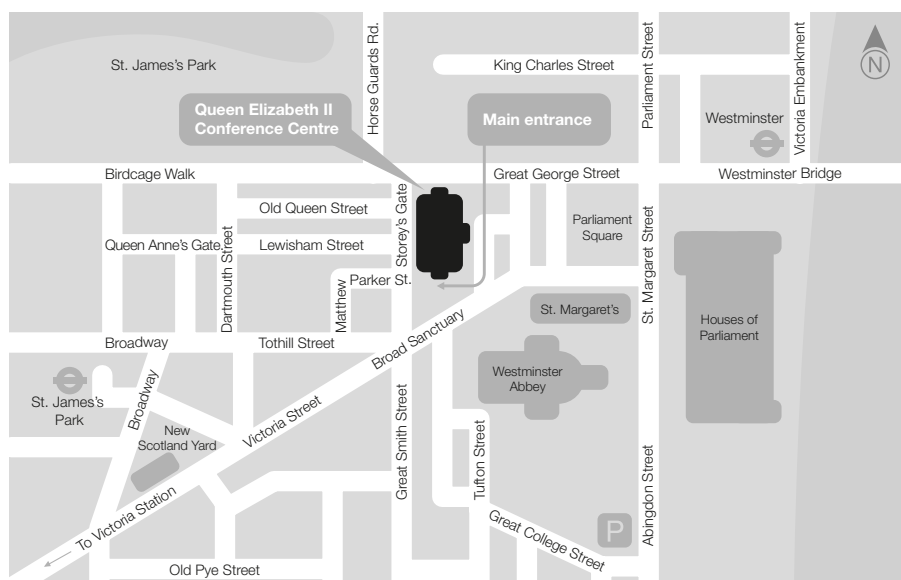 St. James's Park
Horse Guards Rd.
King Charles Street
Parliament Street
Victoria Embankment
N
Queen Elizabeth II
Conference Centre
Main entrance
Westminster
Birdcage Walk
Great George Street
Westminster Bridge
Old Queen Street
Storey's Gate
Parliament
Square
St. Margaret Street
Queen Anne's Gate
Dartmouth Street
Lewisham Street
Matthew
Parker St.
St. Margaret's
Houses of
Parliament
Broadway
Tothill Street
Broad Sanctuary
Westminster
Abbey
St. James's
Park
Broadway
New
Scotland Yard
Victoria Street
Great Smith Street
Tufton Street
Abingdon Street
To Victoria Station
Great College Street
P
Old Pye Street